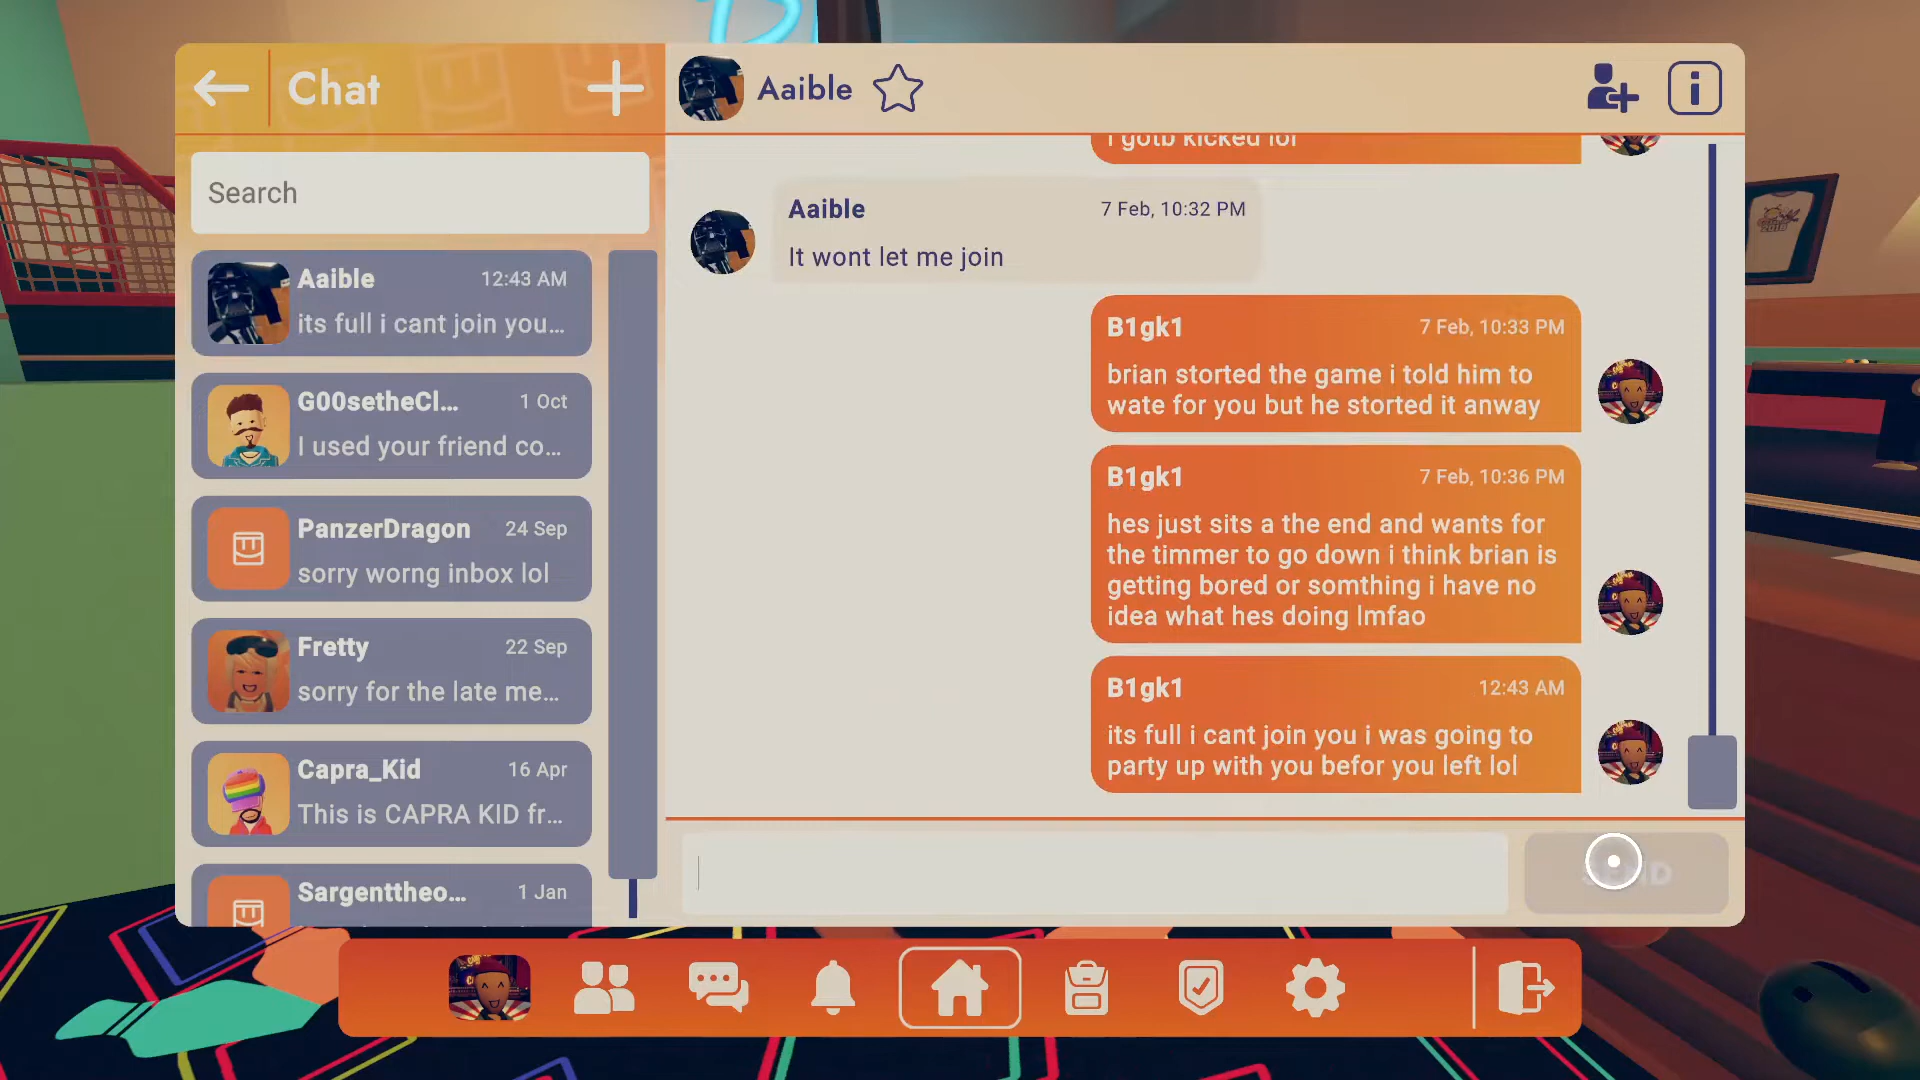 Chat
Search
Aaible
12:43 AM
its full i cant join you...
G00setheCl...
1 Oct
I used your friend co...
PanzerDragon
24 Sep
sorry worng inbox lol
Fretty
22 Sep
sorry for the late me...
Capra_Kid
16 Apr
This is CAPRA KID fr...
Sargenttheo...
1 Jan
Aaible
i gotb kicked lol
Aaible
7 Feb, 10:32 PM
It wont let me join
B1gk1
7 Feb, 10:33 PM
brian storted the game i told him to
wate for you but he storted it anway
B1gk1
7 Feb, 10:36 PM
hes just sits a the end and wants for
the timmer to go down i think brian is
getting bored or somthing i have no
idea what hes doing lmfao
B1gk1
12:43 AM
its full i cant join you i was going to
party up with you befor you left lol
SEND